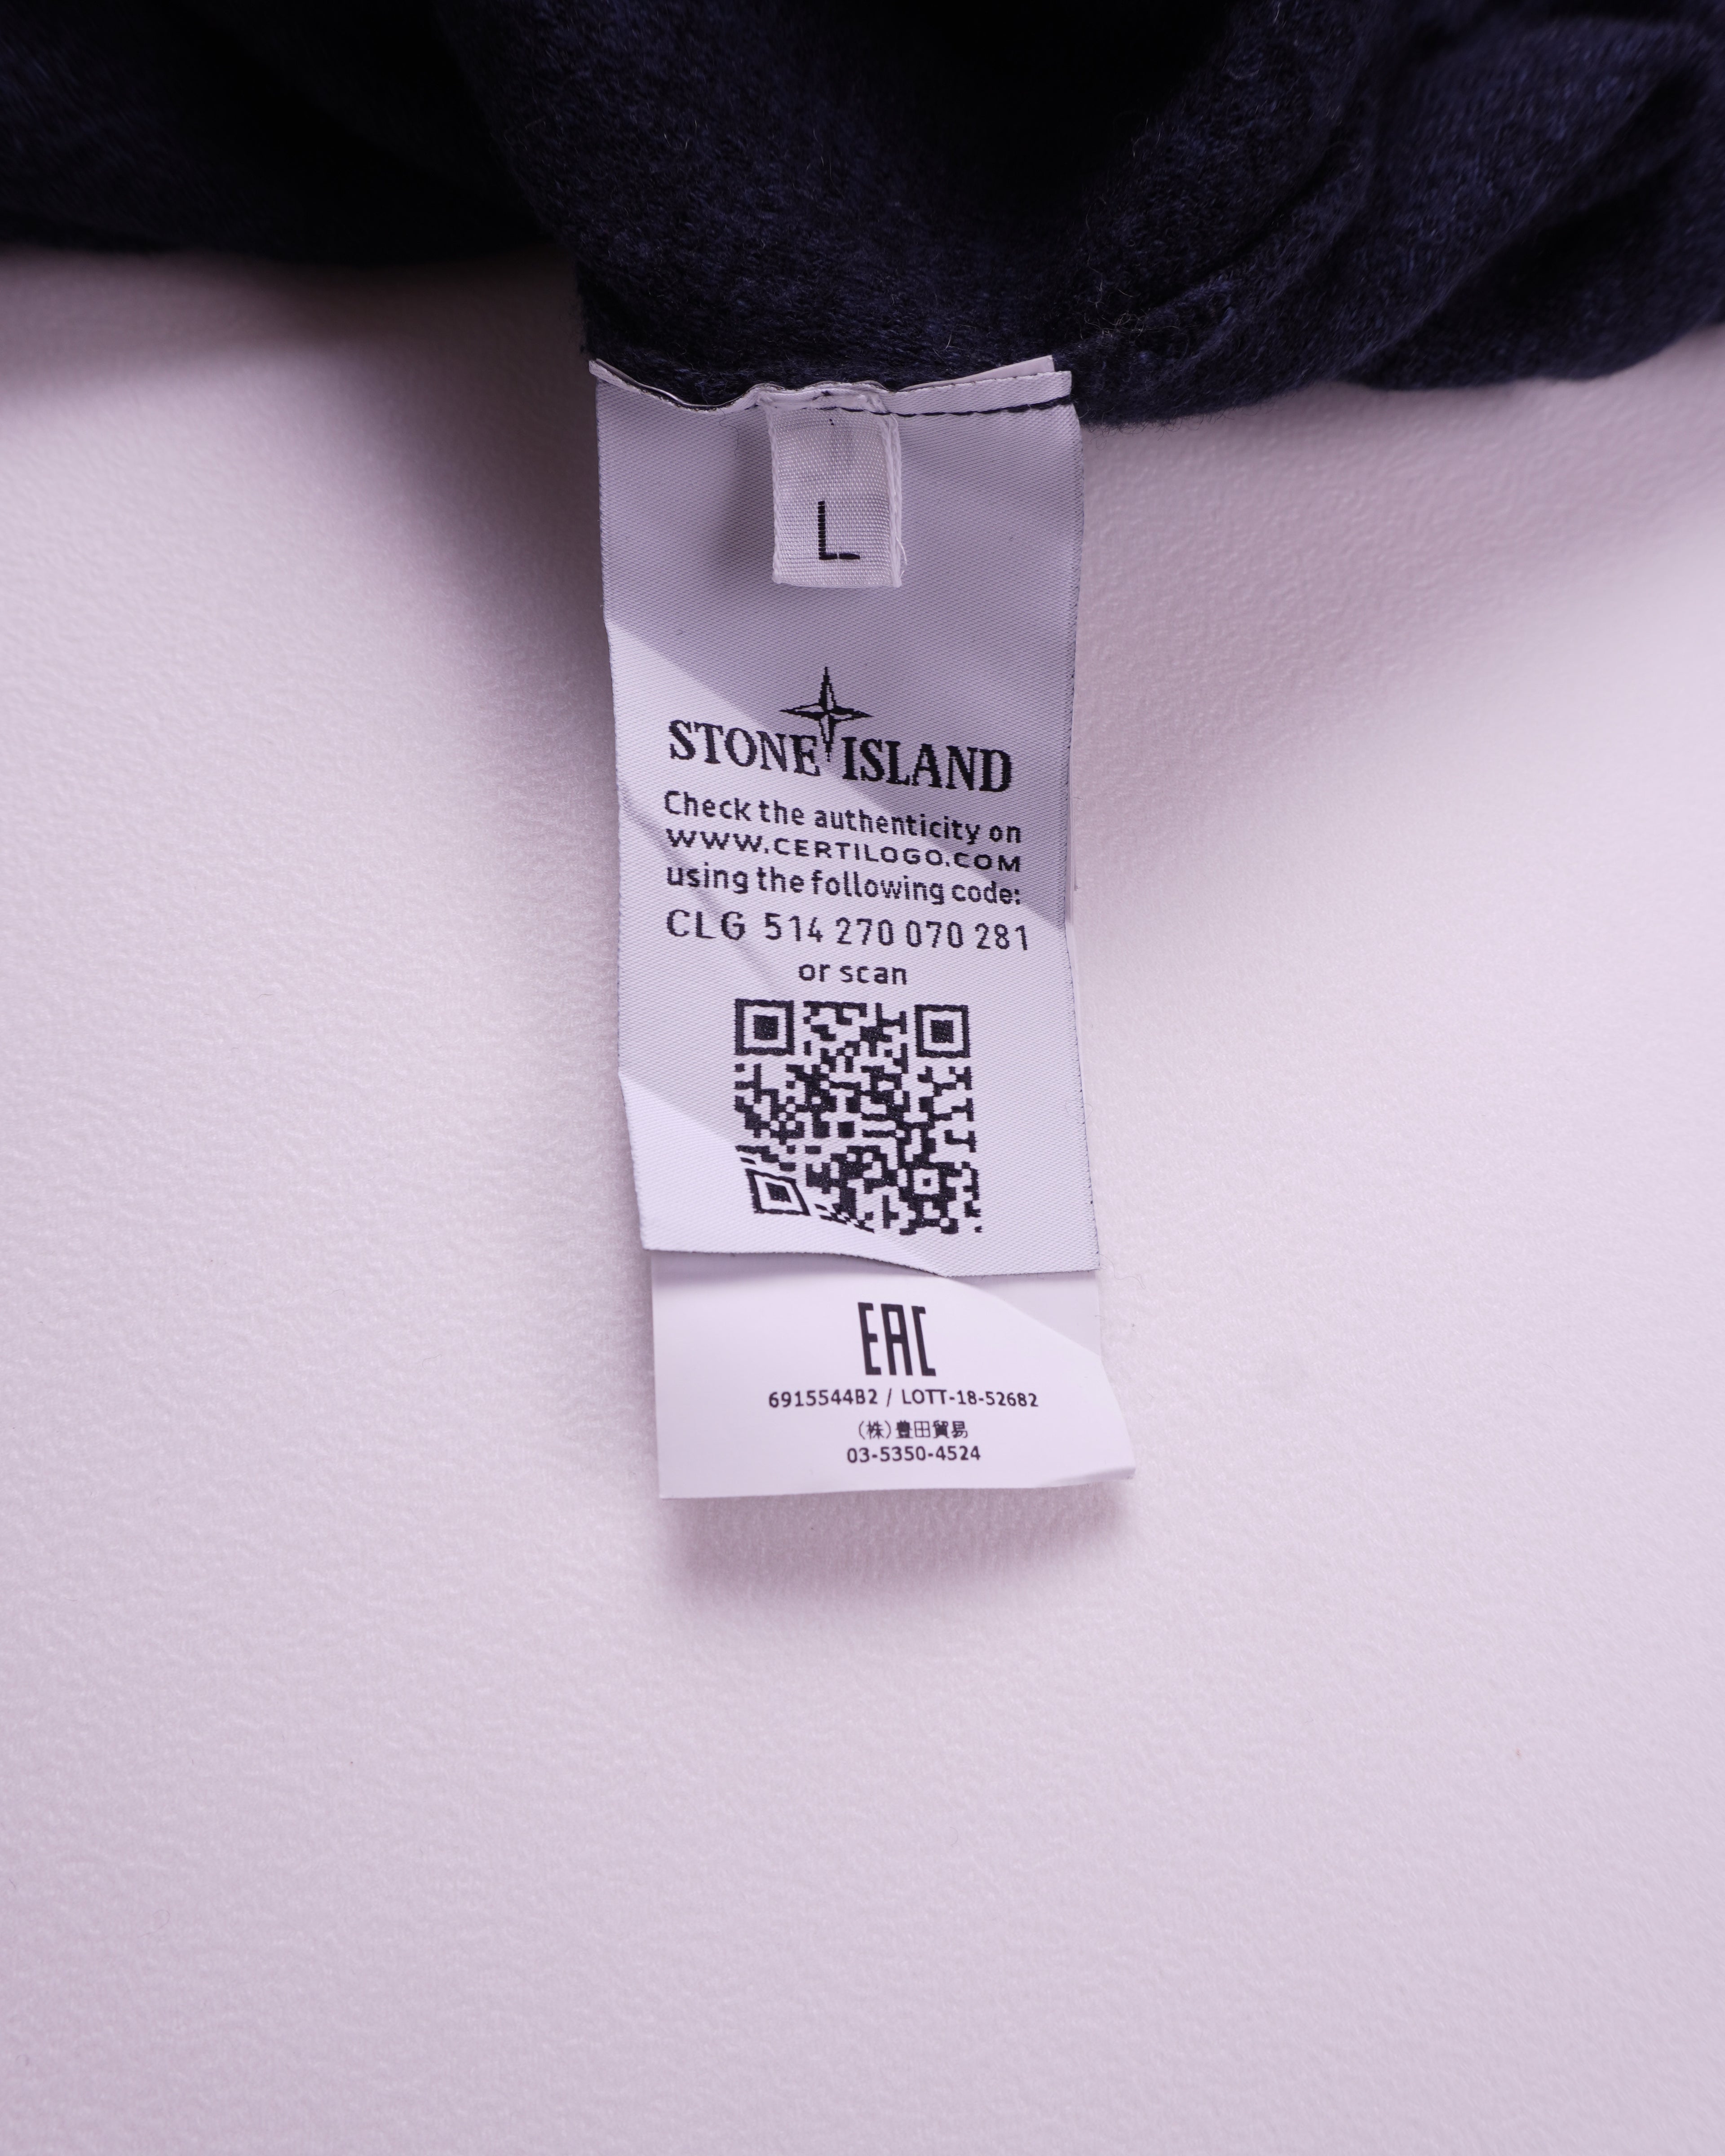 L
STONE ISLAND
Check the authenticity on
WWW.CERTILOGO.COM
using the following code:
CLG 514 270 070 281
or scan
EAC
6915544B2 / LOTT-18-52682
(株)豊田貿易
03-5350-4524